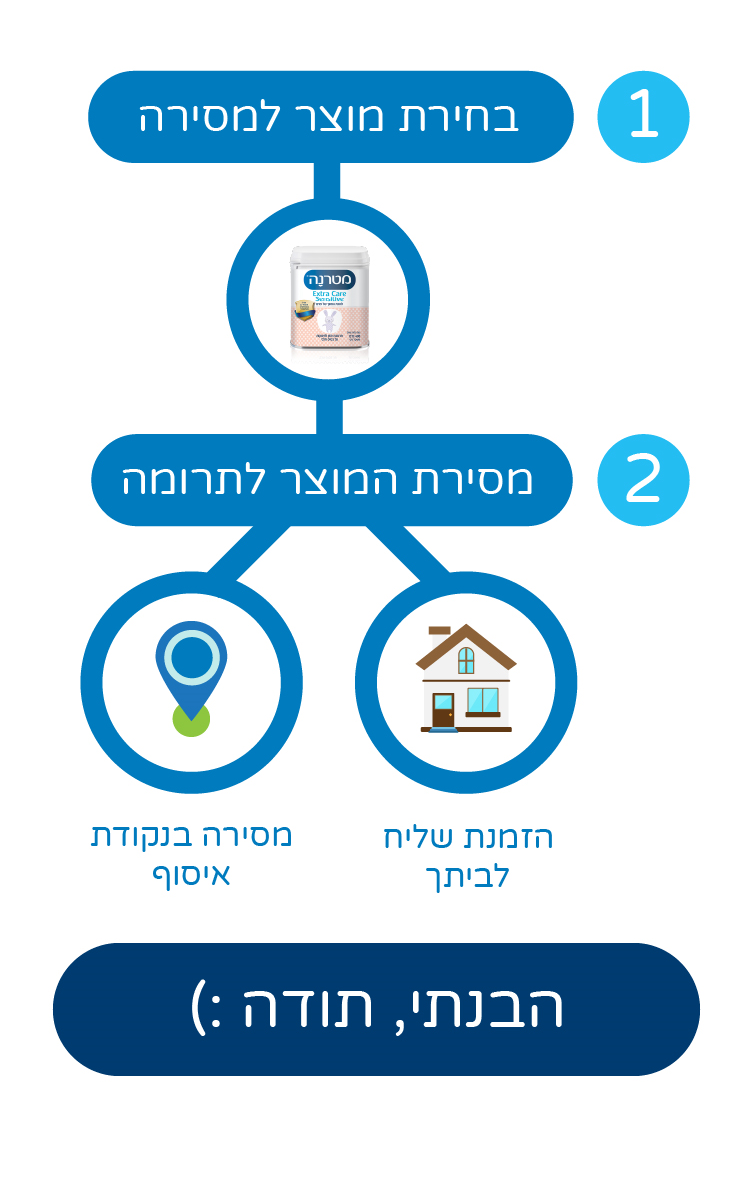 1
בחירת מוצר למסירה
מטרנה
Extra Care
Sensitive
2
מסירת המוצר לתרומה
הזמנת שליח
לביתך
מסירה בנקודת
איסוף
הבנתי, תודה :)